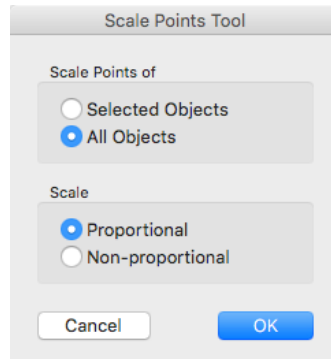 Scale Points Tool
Scale Points of
Selected Objects
All Objects
Scale
Proportional
Non-proportional
Cancel OK